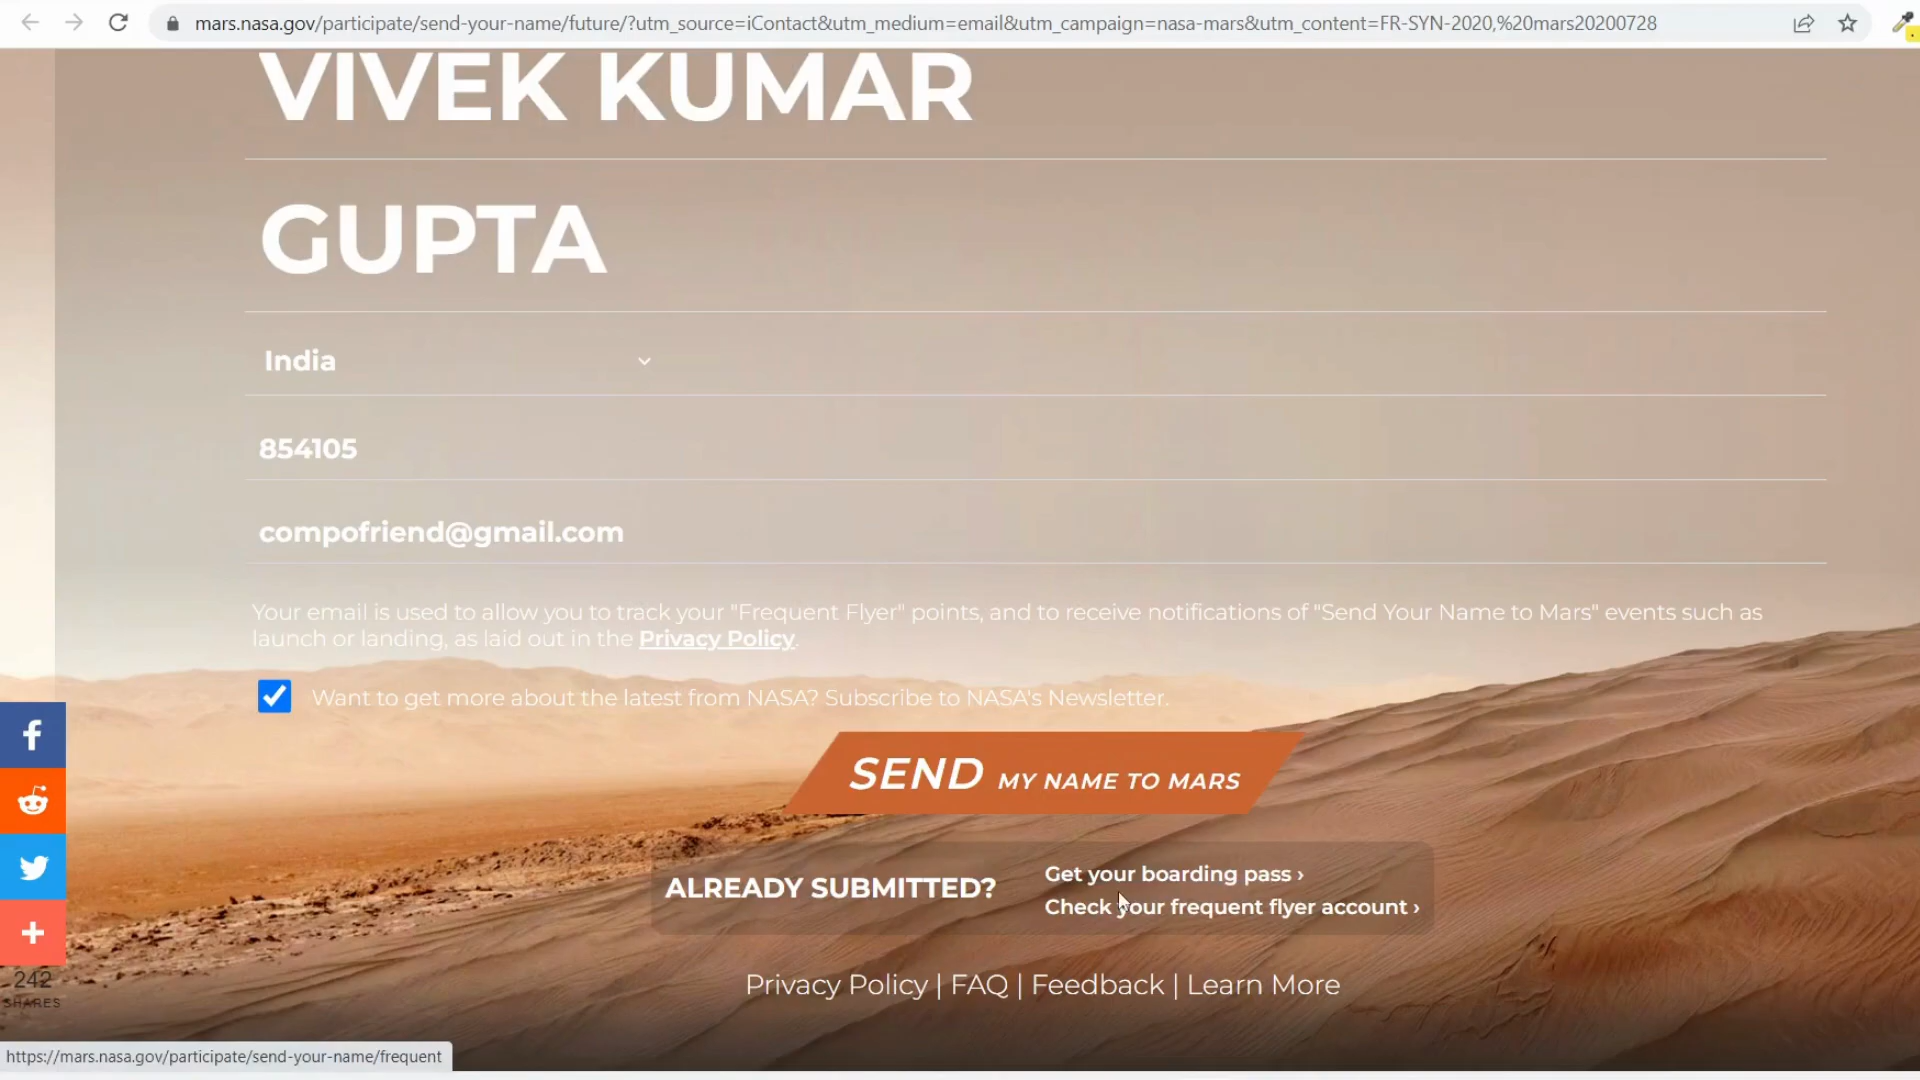 mars.nasa.gov/participate/send-your-name/future/?utm_source=iContact&utm_medium=email&utm_campaign=nasa-mars&utm_content=FR-SYN-2020,%20mars20200728
VIVEK KUMAR
GUPTA
India
854105
compofriend@gmail.com
Your email is used to allow you to track your "Frequent Flyer" points, and to receive notifications of "Send Your Name to Mars" events such as
launch or landing, as laid out in the Privacy Policy.
Want to get more about the latest from NASA? Subscribe to NASA's Newsletter.
SEND MY NAME TO MARS
ALREADY SUBMITTED?
Get your boarding pass ›
Check your frequent flyer account ›
Privacy Policy | FAQ | Feedback | Learn More
242
SHARES
https://mars.nasa.gov/participate/send-your-name/frequent